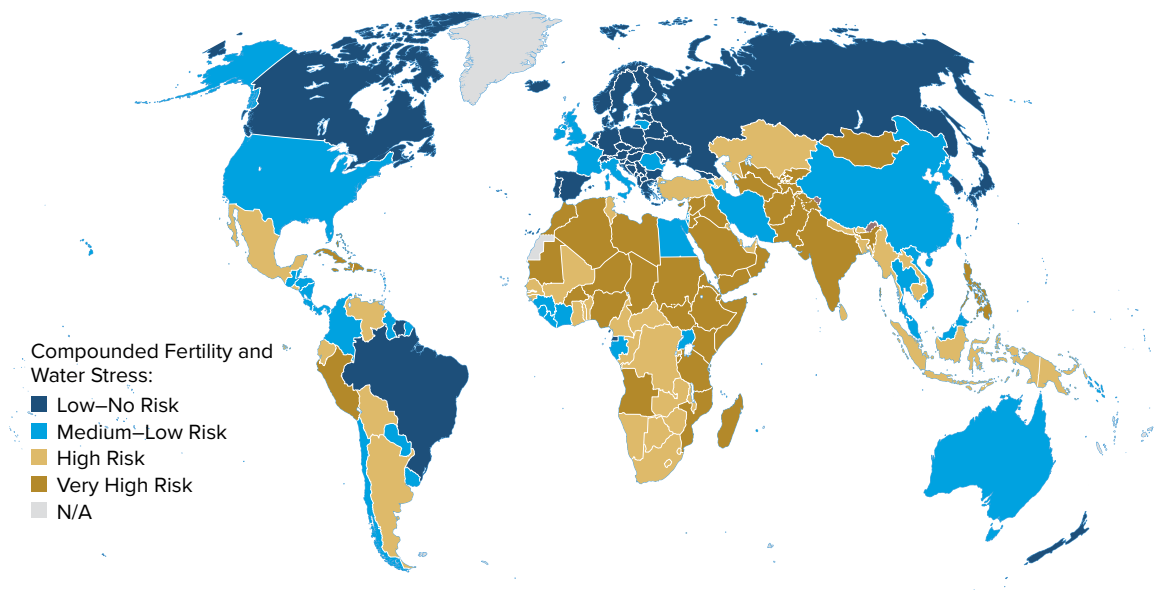 Compounded Fertility and
Water Stress:
Low–No Risk
Medium–Low Risk
High Risk
Very High Risk
N/A